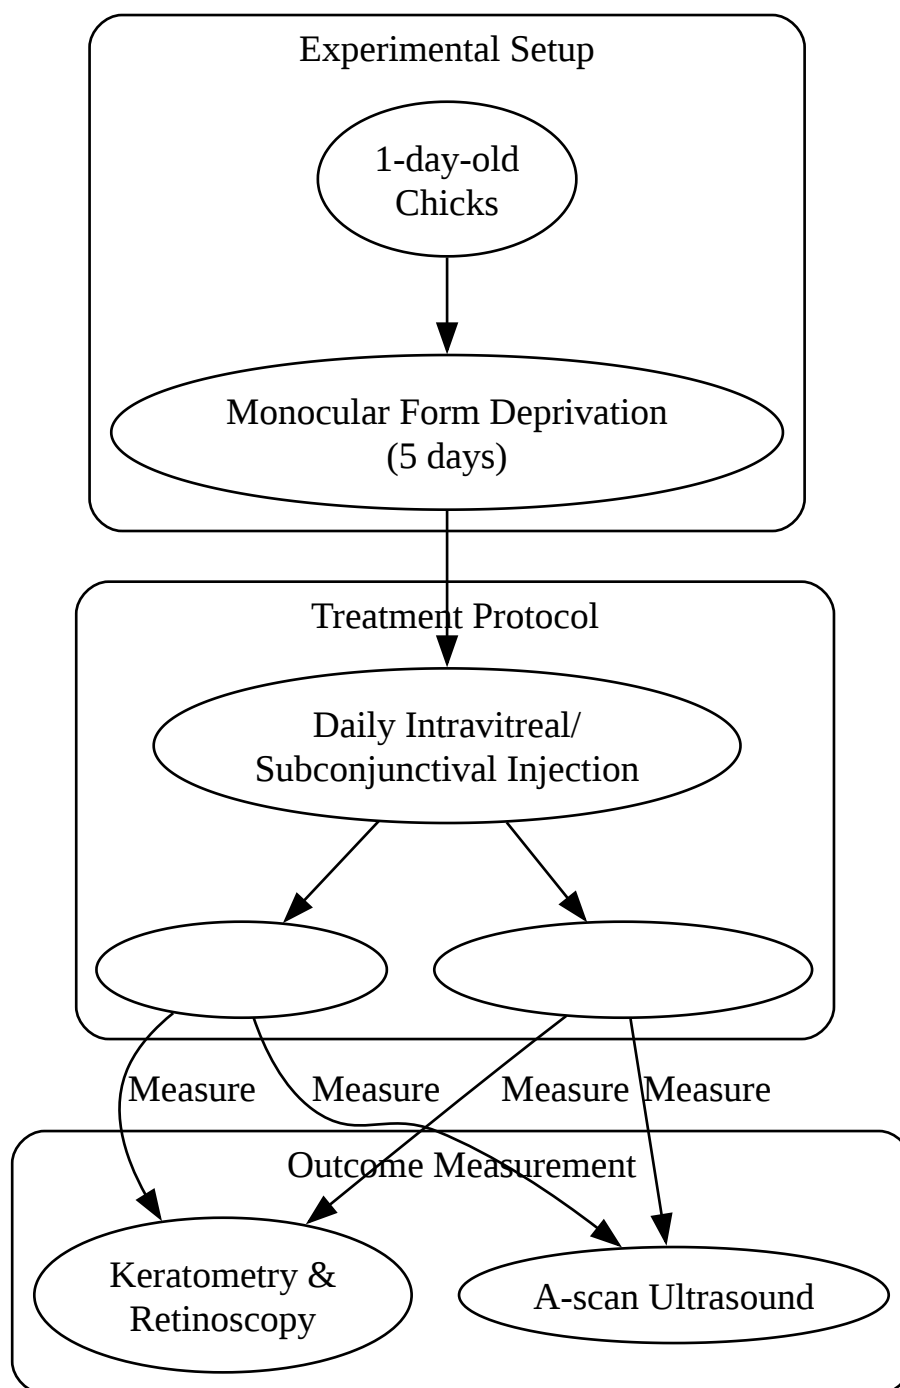 Experimental Setup
1-day-old
Chicks
Monocular Form Deprivation
(5 days)
Treatment Protocol
Daily Intravitreal/
Subconjunctival Injection
Measure
Measure
Measure
Measure
Outcome Measurement
Keratometry &
Retinoscopy
A-scan Ultrasound